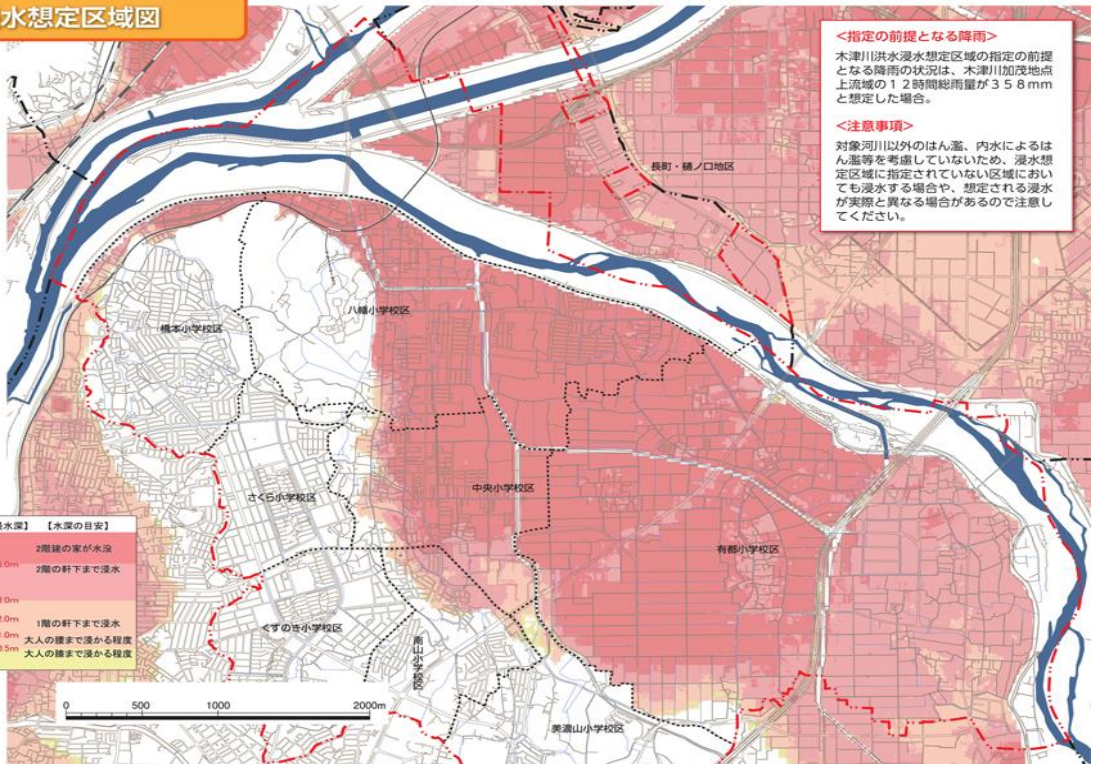 水想定区域図
<指定の前提となる降雨>
木津川洪水浸水想定区域の指定の前提
となる降雨の状況は、木津川加茂地点
上流域の12時間総雨量が358mm
と想定した場合。
<注意事項>
対象河川以外のはん濫、内水によるは
ん濫等を考慮していないため、浸水想
定区域に指定されていない区域におい
ても浸水する場合や、想定される浸水
が実際と異なる場合があるので注意し
てください。
長町・樋ノ口地区
八幡小学校区
橋本小学校区
さくら小学校区
中央小学校区
有都小学校区
くすのき小学校区
南山小学校区
美濃山小学校区
水深】 【水深の目安】
2階建の家が水没
.0m
2階の軒下まで浸水
.0m
2.0m
1階の軒下まで浸水
1.0m 大人の腰まで浸かる程度
0.5m 大人の膝まで浸かる程度
0 500 1000 2000m